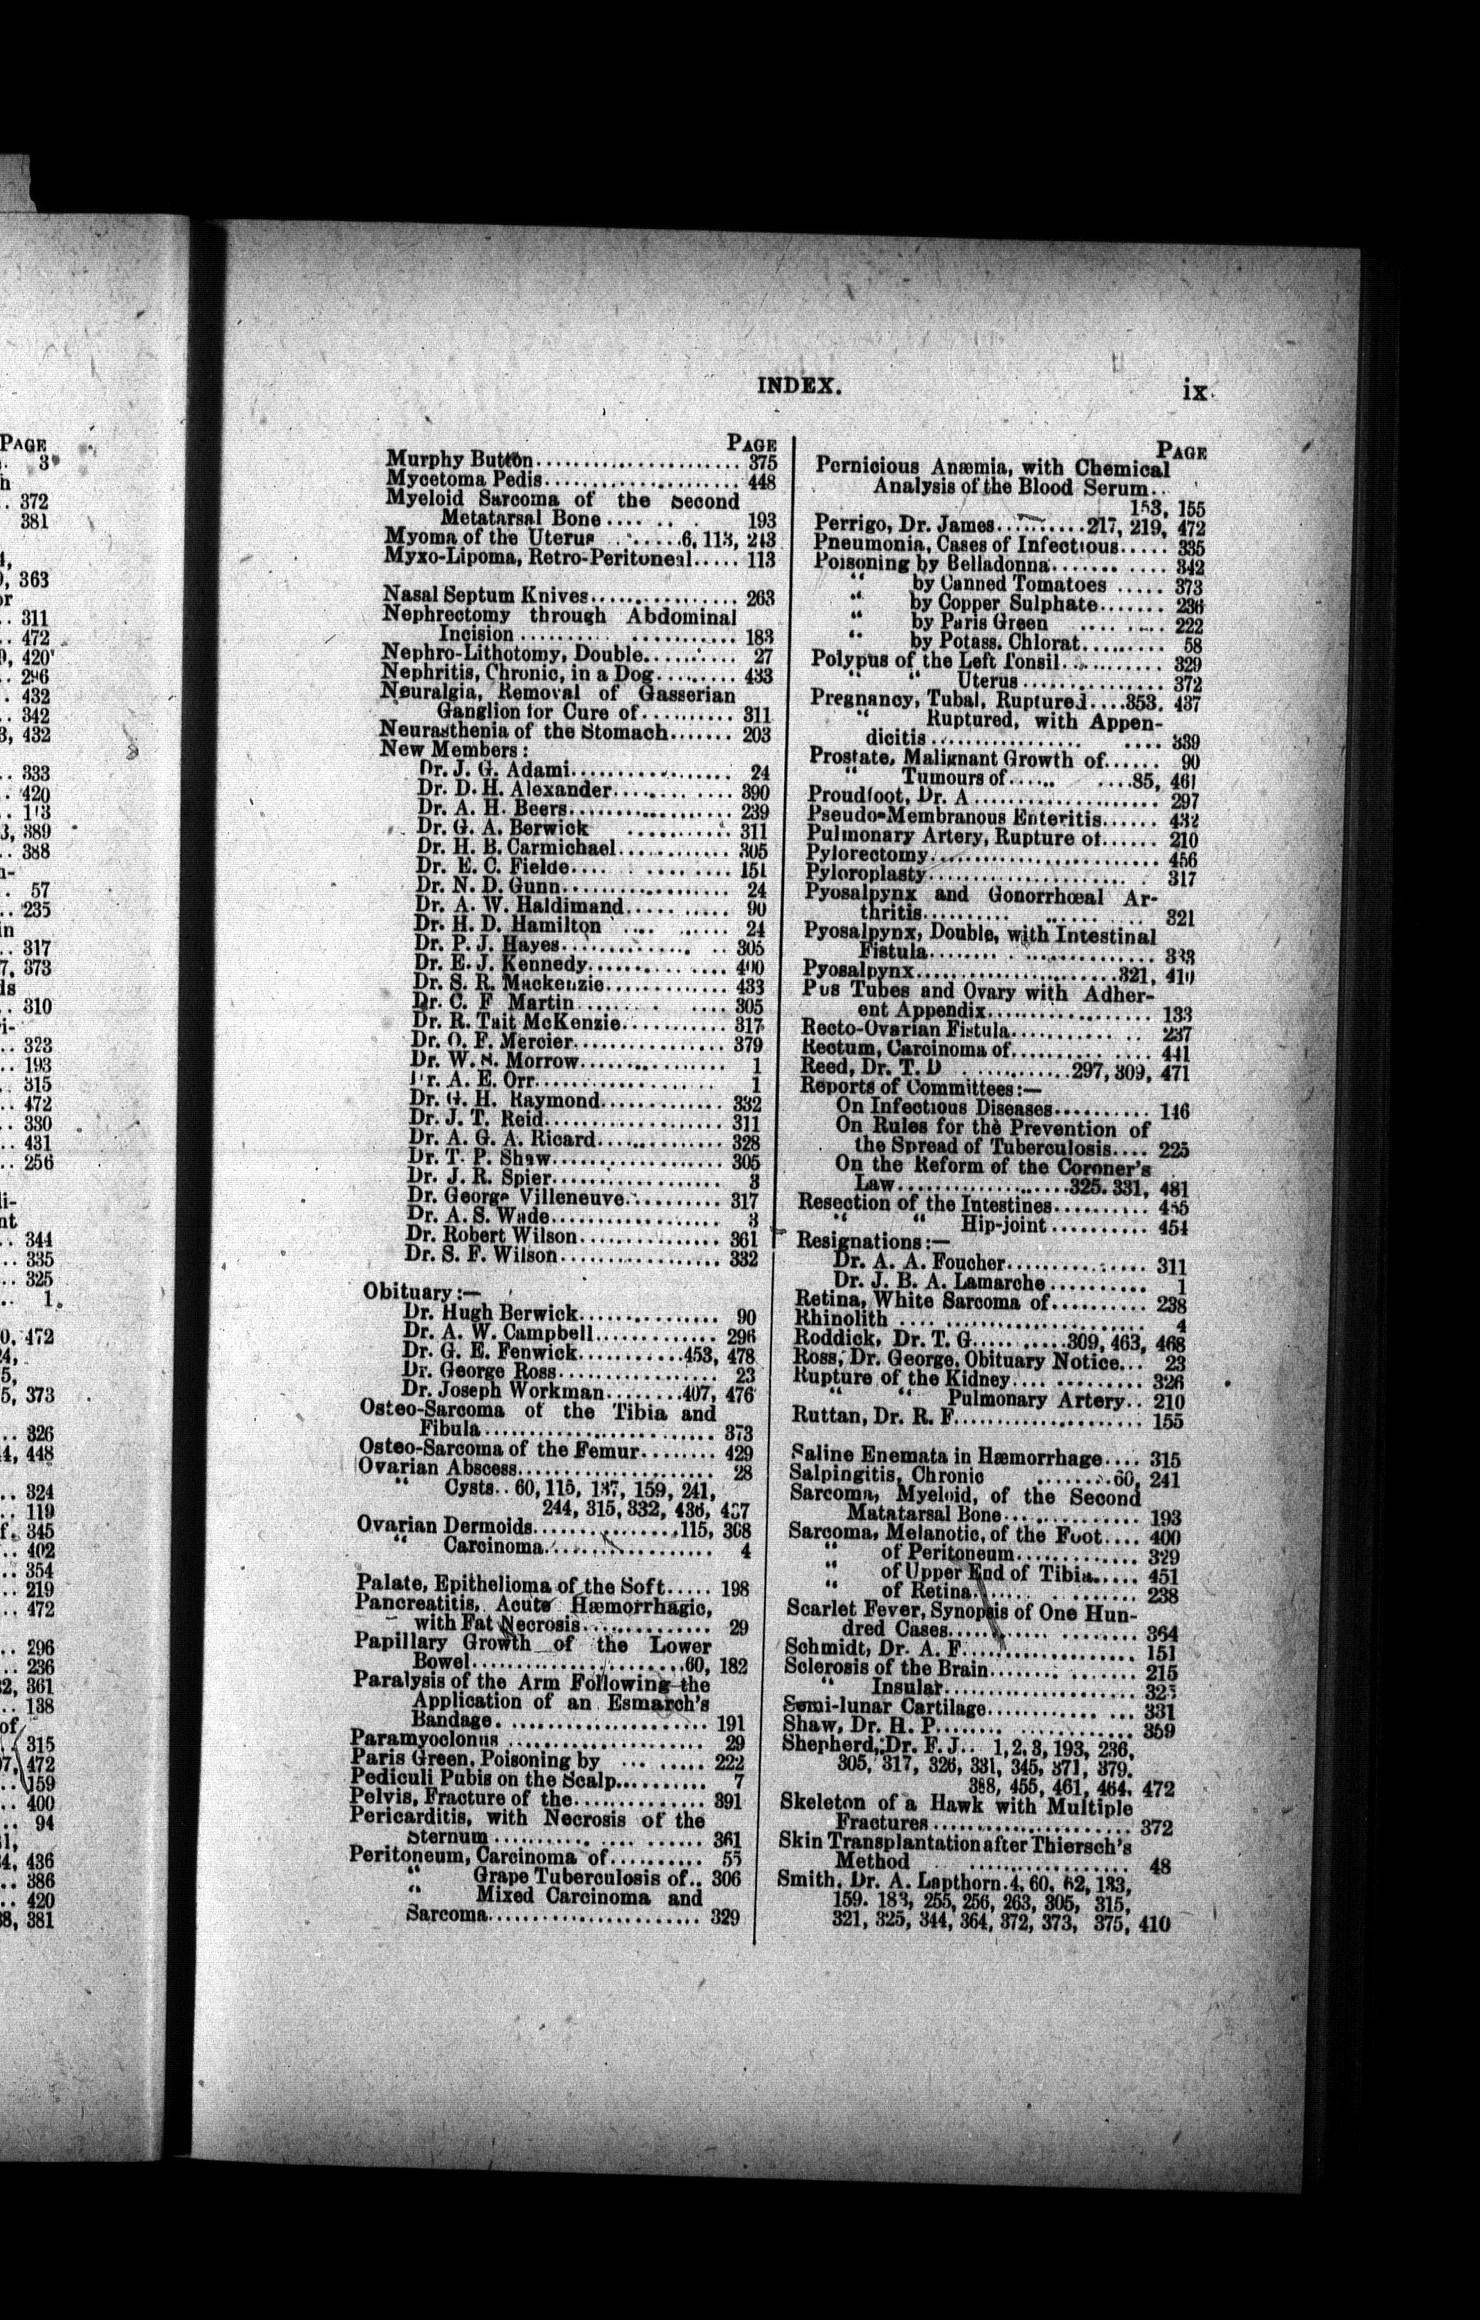 INDEX.
ix
PAGE
Murphy Button.................... 375
Mycetoma Pedis.................... 448
Myeloid Sarcoma of the second
Metatarsal Bone.... .. . 193
Myoma of the Uterus .......6, 113, 243
Myxo-Lipoma, Retro-Peritoneal..... 113
Nasal Septum Knives................ 263
Nephrectomy through Abdominal
Incision ......... ........... 183
Nephro-Lithotomy, Double.......... 27
Nephritis, Chronic, in a Dog......... 433
Neuralgia, Removal of Gasserian
Ganglion for Cure of.......... 311
Neurasthenia of the Stomach....... 203
New Members:
Dr. J. G. Adami................. 24
Dr. D. H. Alexander............ 390
Dr. A. H. Beers................. 239
Dr. G. A. Berwick ........... 311
Dr. H. B. Carmichael............ 305
Dr. E. C. Fielde.... . ......... 151
Dr. N. D. Gunn................. 24
Dr. A. W. Haldimand..... ..... 90
Dr. H. D. Hamilton .... ...... 24
Dr. P. J. Hayes............... .. 305
Dr. E. J. Kennedy......... .... 400
Dr. S. R. Mackenzie............ 433
Dr. C. F Martin....... . .... 305
Dr. R. Tait McKenzie........... 317
Dr. O. F. Mercier............... 379
Dr. W. S. Morrow............... 1
Dr. A. E. Orr.................. 1
Dr. G. H. Raymond............. 332
Dr. J. T. Reid.................. 311
Dr. A. G. A. Ricard............. 328
Dr. T. P. Shaw................. 305
Dr. J. R. Spier................. 3
Dr. George Villeneuve.......... 317
Dr. A. S. Wade................. 3
Dr. Robert Wilson.............. 361
Dr. S. F. Wilson................ 332
Obituary:—
Dr. Hugh Berwick.............. 90
Dr. A. W. Campbell............ 296
Dr. G. E. Fenwick...........453, 478
Dr. George Ross................ 23
Dr. Joseph Workman........407, 476
Osteo-Sarcoma of the Tibia and
Fibula....................... 373
Osteo-Sarcoma of the Femur........ 429
Ovarian Abscess.................... 28
“ Cysts.. 60, 115, 137, 159, 241,
244, 315, 332, 436, 437
Ovarian Dermoids...............115, 368
“ Carcinoma................. 4
Palate, Epithelioma of the Soft..... 198
Pancreatitis, Acute Hæmorrhagic,
with Fat Necrosis............. 29
Papillary Growth of the Lower
Bowel.....................60, 182
Paralysis of the Arm Following the
Application of an Esmarch's
Bandage. .................... 191
Paramyoclonus ................... 29
Paris Green, Poisoning by ... ...... 222
Pediculi Pubis on the Scalp.......... 7
Pelvis, Fracture of the.............. 391
Pericarditis, with Necrosis of the
Sternum........... .... ...... 361
Peritoneum, Carcinoma of.......... 55
“ Grape Tuberculosis of.. 306
“ Mixed Carcinoma and
Sarcoma...................... 329
PAGE
Pernicious Anæmia, with Chemical
Analysis of the Blood Serum..
153, 155
Perrigo, Dr. James..........217, 219, 472
Pneumonia, Cases of Infectious..... 335
Poisoning by Belladonna....... .... 342
“ by Canned Tomatoes ..... 373
“ by Copper Sulphate....... 236
“ by Paris Green .... ..... 222
“ by Potass. Chlorat......... 58
Polypus of the Left Tonsil........... 329
“ “ Uterus............... 372
Pregnancy, Tubal, Ruptured....353, 437
“ Ruptured, with Appen-
dicitis................ .... 339
Prostate, Malignant Growth of...... 90
“ Tumours of...... ....85, 461
Proudfoot, Dr. A.................... 297
Pseudo-Membranous Enteritis...... 432
Pulmonary Artery, Rupture of...... 210
Pylorectomy........................ 456
Pyloroplasty...................... . 317
Pyosalpynx and Gonorrhœal Ar-
thritis.......... ...... ... 321
Pyosalpynx, Double, with Intestinal
Fistula........ . ............. 333
Pyosalpynx.....................321, 410
Pus Tubes and Ovary with Adher-
ent Appendix................. 133
Recto-Ovarian Fistula........... .. 237
Rectum, Carcinoma of.......... .... 441
Reed, Dr. T. D . ...........297, 309, 471
Reports of Committees:—
On Infectious Diseases.......... 146
On Rules for the Prevention of
the Spread of Tuberculosis.... 225
On the Reform of the Coroner's
Law...................325. 331, 481
Resection of the Intestines.......... 455
“ “ Hip-joint.......... 454
Resignations:—
Dr. A. A. Foucher.............. 311
Dr. J. B. A. Lamarche.......... 1
Retina, White Sarcoma of.......... 238
Rhinolith .... .................... 4
Roddick, Dr. T. G..........309, 463, 468
Ross, Dr. George, Obituary Notice... 23
Rupture of the Kidney.... ......... 326
“ “ Pulmonary Artery.. 210
Ruttan, Dr. R. F................... 155
Saline Enemata in Hæmorrhage.... 315
Salpingitis, Chronic ........60, 241
Sarcoma, Myeloid, of the Second
Matatarsal Bone.............. 193
Sarcoma, Melanotic, of the Foot.... 400
“ of Peritoneum............. 329
“ of Upper End of Tibia..... 451
“ of Retina....... . ....... 238
Scarlet Fever, Synopsis of One Hun-
dred Cases.......... ........ 364
Schmidt, Dr. A. F.................. 151
Sclerosis of the Brain............... 215
“ Insular.................... 323
Semi-lunar Cartilage............ ... 331
Shaw, Dr. H. P........ ............ 359
Shepherd, Dr. F. J.. 1, 2, 3, 193, 236,
305, 317, 326, 331, 345, 371, 379,
388, 455, 461, 464, 472
Skeleton of a Hawk with Multiple
Fractures..................... 372
Skin Transplantation after Thiersch's
Method ................. 48
Smith, Dr. A. Lapthorn.4, 60, 62, 133,
159. 183, 255, 256, 263, 305, 315,
321, 325, 344, 364, 372, 373, 375, 410